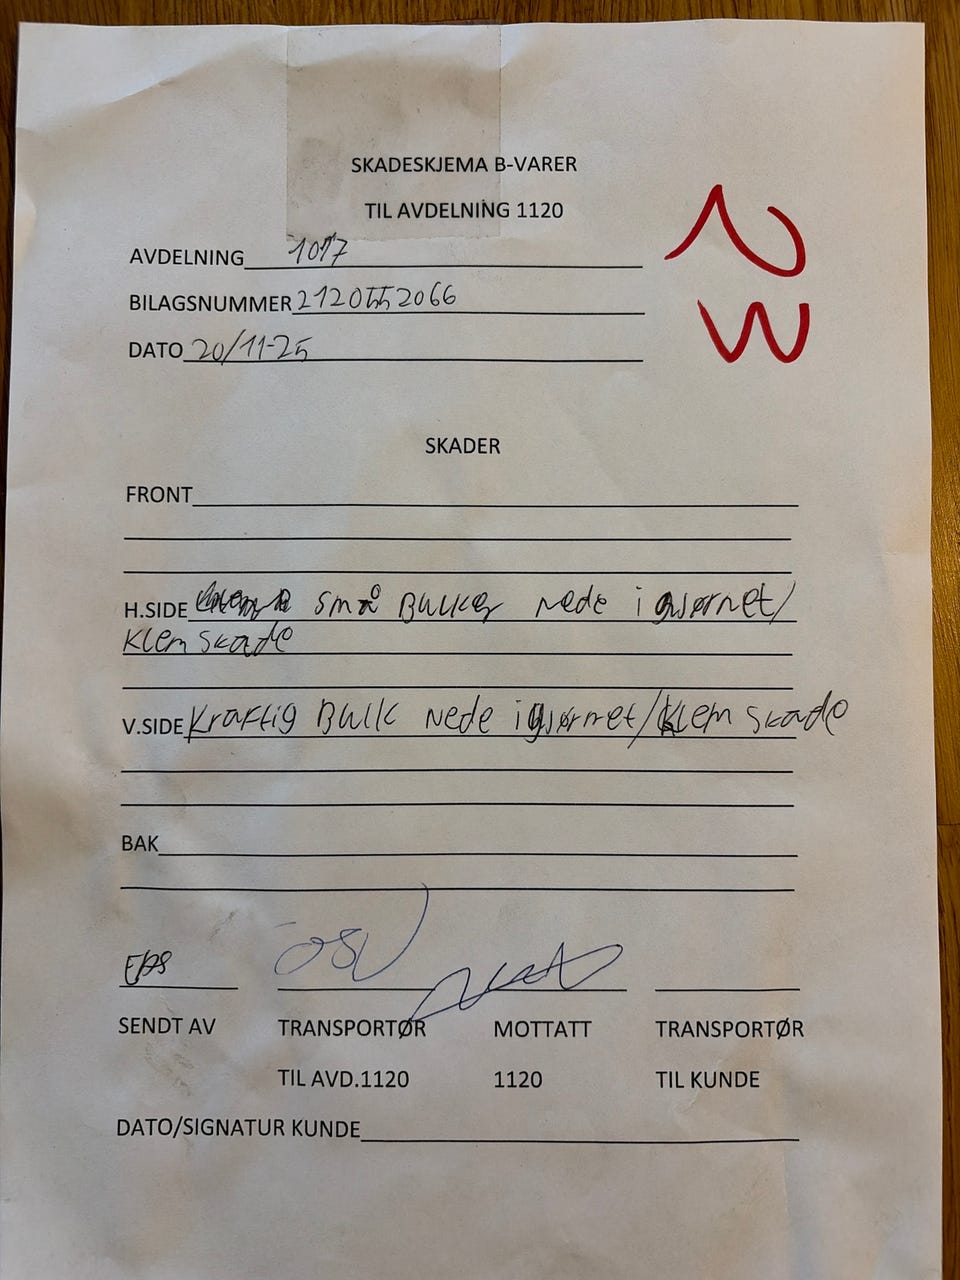 SKADESKJEMA B-VARER
TIL AVDELNING 1120
AVDELNING 1017
BILAGSNUMMER 2120552066
DATO 20/11-25
SKADER
FRONT
H.SIDE små Bulker nede i hjørnet/
Klem skade
V.SIDE Kraftig Bulk nede i hjørnet/Klem skade
BAK
SENDT AV TRANSPORTØR MOTTATT TRANSPORTØR
TIL AVD.1120 1120 TIL KUNDE
DATO/SIGNATUR KUNDE